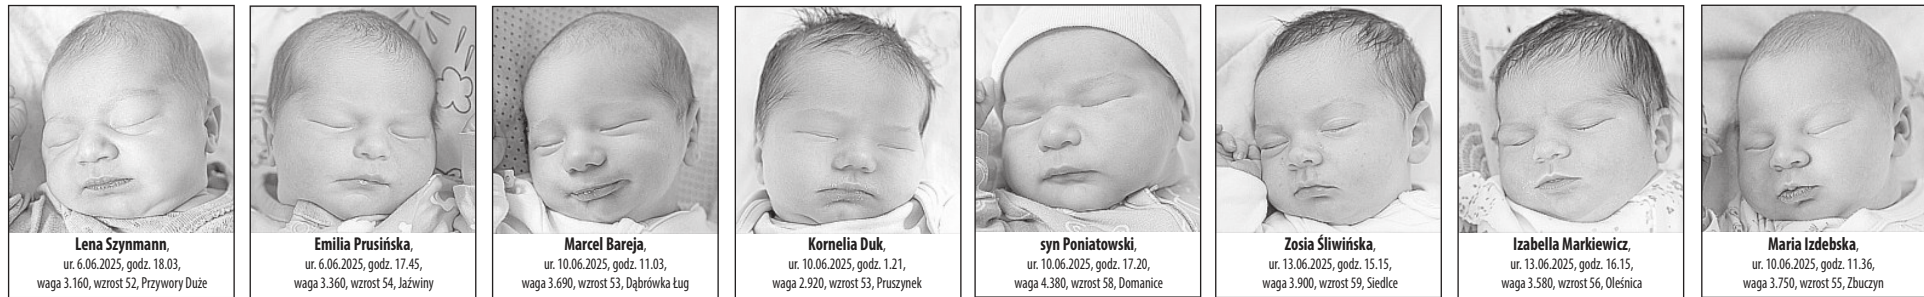 Lena Szynmann,
ur. 6.06.2025, godz. 18.03,
waga 3.160, wzrost 52, Przywory Duże
Emilia Prusińska,
ur. 6.06.2025, godz. 17.45,
waga 3.360, wzrost 54, Jaźwiny
Marcel Bareja,
ur. 10.06.2025, godz. 11.03,
waga 3.690, wzrost 53, Dąbrówka Ług
Kornelia Duk,
ur. 10.06.2025, godz. 1.21,
waga 2.920, wzrost 53, Pruszynek
syn Poniatowski,
ur. 10.06.2025, godz. 17.20,
waga 4.380, wzrost 58, Domanice
Zosia Śliwińska,
ur. 13.06.2025, godz. 15.15,
waga 3.900, wzrost 59, Siedlce
Izabella Markiewicz,
ur. 13.06.2025, godz. 16.15,
waga 3.580, wzrost 56, Oleśnica
Maria Izdebska,
ur. 10.06.2025, godz. 11.36,
waga 3.750, wzrost 55, Zbuczyn